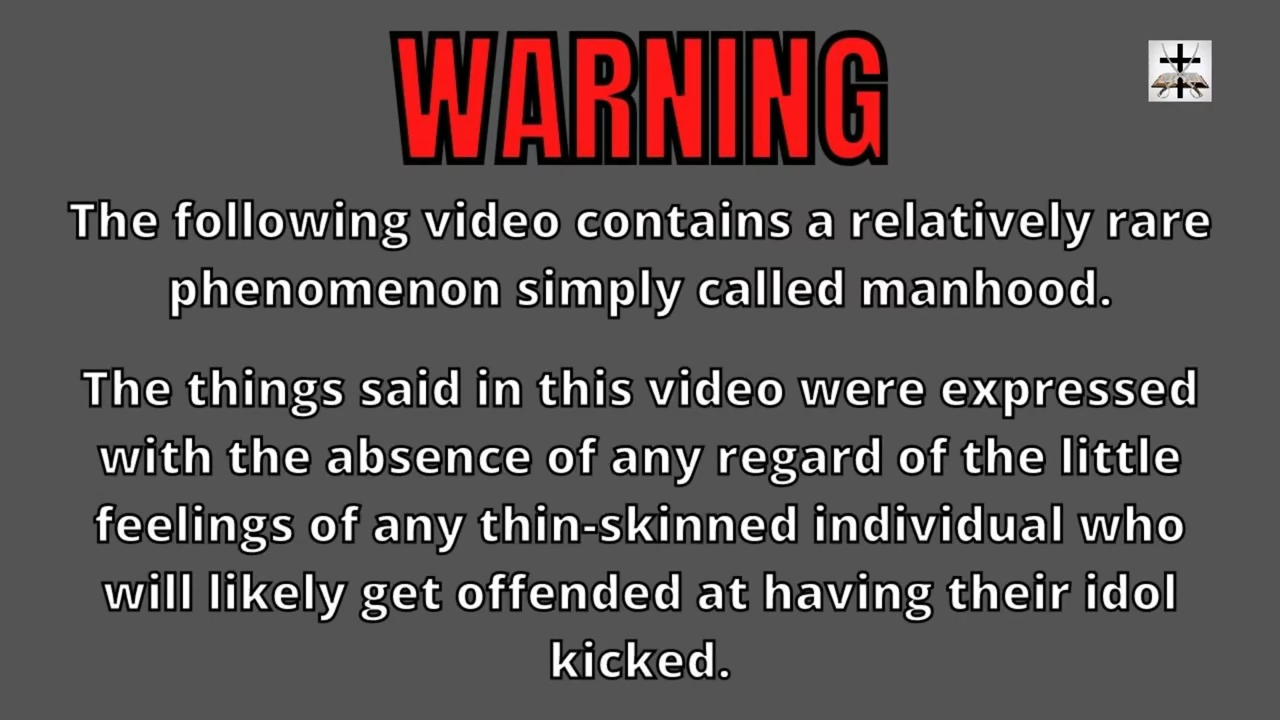 WARNING
The following video contains a relatively rare
phenomenon simply called manhood.
The things said in this video were expressed
with the absence of any regard of the little
feelings of any thin-skinned individual who
will likely get offended at having their idol
kicked.